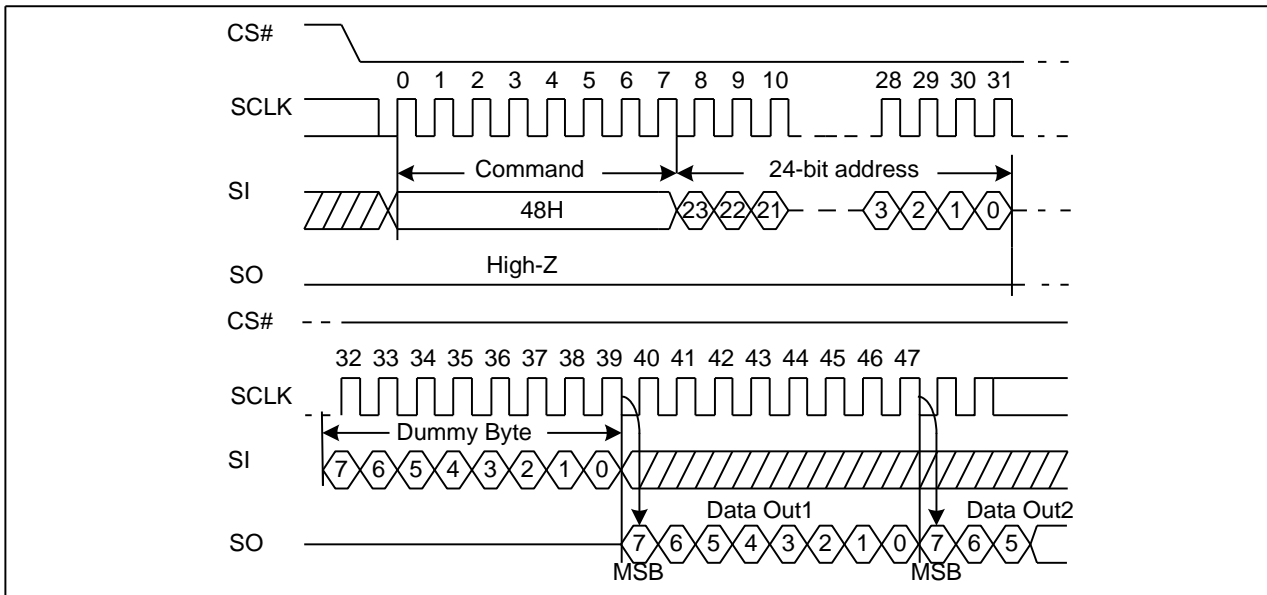 CS#
0 1 2 3 4 5 6 7 8 9 10 28 29 30 31
SCLK
Command 24-bit address
SI
48H 23 22 21 3 2 1 0
High-Z
SO
CS#
32 33 34 35 36 37 38 39 40 41 42 43 44 45 46 47
SCLK
Dummy Byte
SI
7 6 5 4 3 2 1 0
Data Out1 Data Out2
SO
7 6 5 4 3 2 1 0 7 6 5
MSB MSB